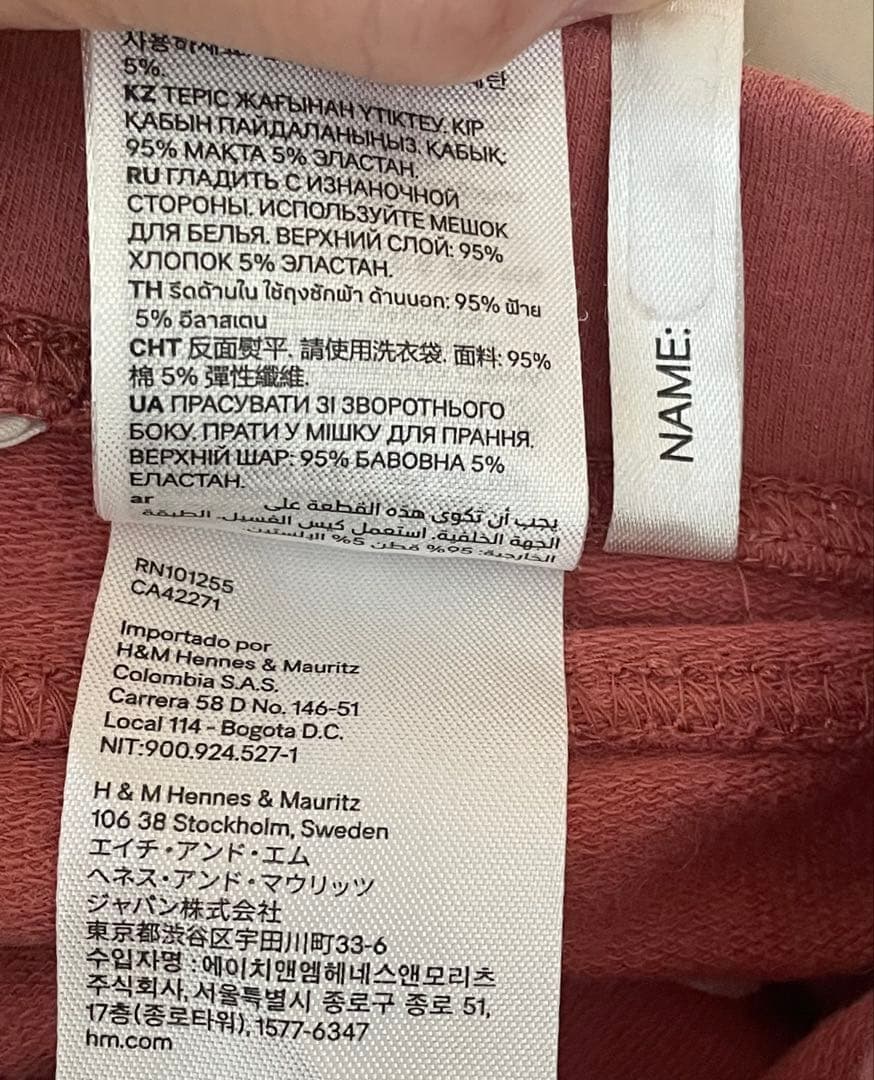 5%.
KZ ТЕРІС ЖАҒЫНАН ҮТІКТЕУ. КІР
ҚАБЫН ПАЙДАЛАНЫҢЫЗ. ҚАБЫҚ:
95% МАҚТА 5% ЭЛАСТАН.
RU ГЛАДИТЬ С ИЗНАНОЧНОЙ
СТОРОНЫ. ИСПОЛЬЗУЙТЕ МЕШОК
ДЛЯ БЕЛЬЯ. ВЕРХНИЙ СЛОЙ: 95%
ХЛОПОК 5% ЭЛАСТАН.
TH รีดด้านใน ใช้ถุงซักผ้า ด้านนอก: 95% ฝ้าย
5% อีลาสเตน
CHT 反面熨平. 請使用洗衣袋. 面料: 95%
棉 5% 彈性纖維.
UA ПРАСУВАТИ ЗІ ЗВОРОТНЬОГО
БОКУ. ПРАТИ У МІШКУ ДЛЯ ПРАННЯ.
ВЕРХНІЙ ШАР: 95% БАВОВНА 5%
ЕЛАСТАН.
ar
يجب أن تكوى هذه القطعة على
الجهة الخلفية. استعمل كيس الغسيل. الطبقة
الخارجية: 95% قطن 5% الإلستين
NAME:
RN101255
CA42271
Importado por
H&M Hennes & Mauritz
Colombia S.A.S.
Carrera 58 D No. 146-51
Local 114 - Bogota D.C.
NIT:900.924.527-1
H & M Hennes & Mauritz
106 38 Stockholm, Sweden
エイチ・アンド・エム
ヘネス・アンド・マウリッツ
ジャパン株式会社
東京都渋谷区宇田川町33-6
수입자명 : 에이치앤엠헤네스앤모리츠
주식회사, 서울특별시 종로구 종로 51,
17층(종로타워), 1577-6347
hm.com